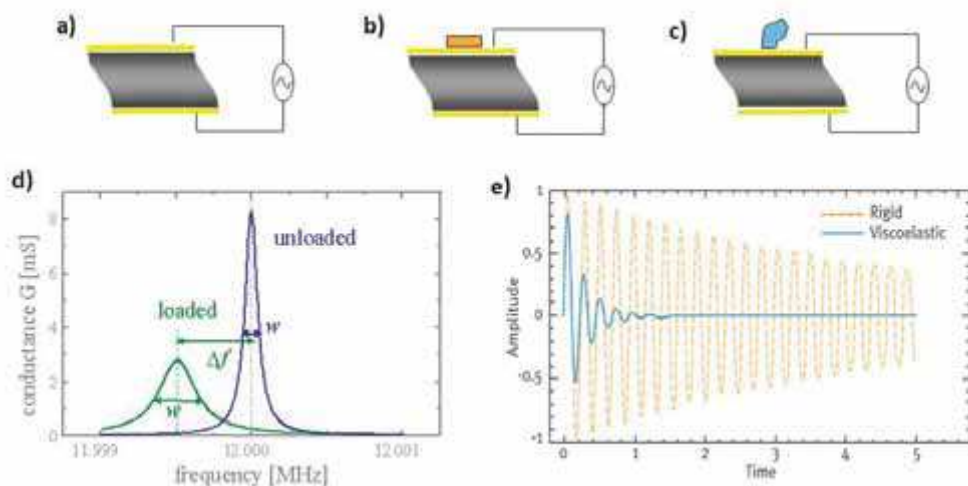 a)
b)
c)
d)
8
6
4
2
0
conductance G [mS]
unloaded
loaded
w
Δf
w
11.999
12.000
12.001
frequency [MHz]
e)
1
0.5
0
-0.5
-1
Amplitude
Rigid
Viscoelastic
0
1
2
3
4
5
Time